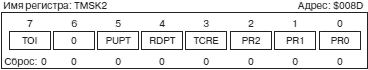 Имя регистра: TMSK2 Адрес: $008D
7 6 5 4 3 2 1 0
TOI 0 PUPT RDPT TCRE PR2 PR1 PR0
Сброс: 0 0 0 0 0 0 0 0